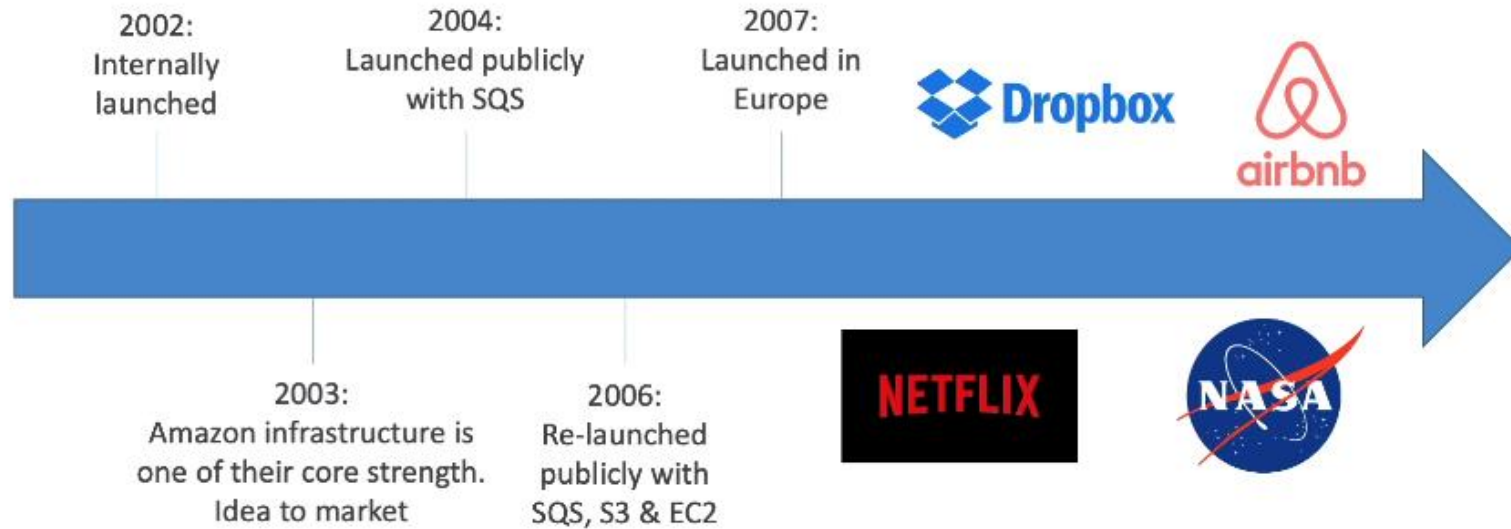 2002:
Internally
launched
2004:
Launched publicly
with SQS
2007:
Launched in
Europe
Dropbox
airbnb
2003:
Amazon infrastructure is
one of their core strength.
Idea to market
2006:
Re-launched
publicly with
SQS, S3 & EC2
NETFLIX
NASA